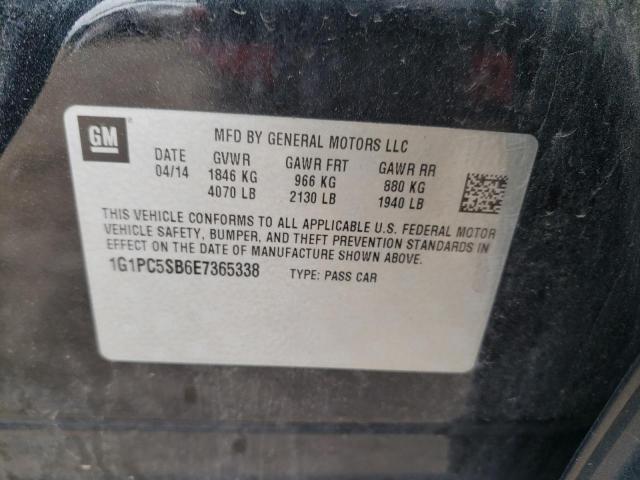 GM
MFD BY GENERAL MOTORS LLC
DATE GVWR GAWR FRT GAWR RR
04/14 1846 KG 966 KG 880 KG
4070 LB 2130 LB 1940 LB
THIS VEHICLE CONFORMS TO ALL APPLICABLE U.S. FEDERAL MOTOR
VEHICLE SAFETY, BUMPER, AND THEFT PREVENTION STANDARDS IN
EFFECT ON THE DATE OF MANUFACTURE SHOWN ABOVE.
1G1PC5SB6E7365338 TYPE: PASS CAR